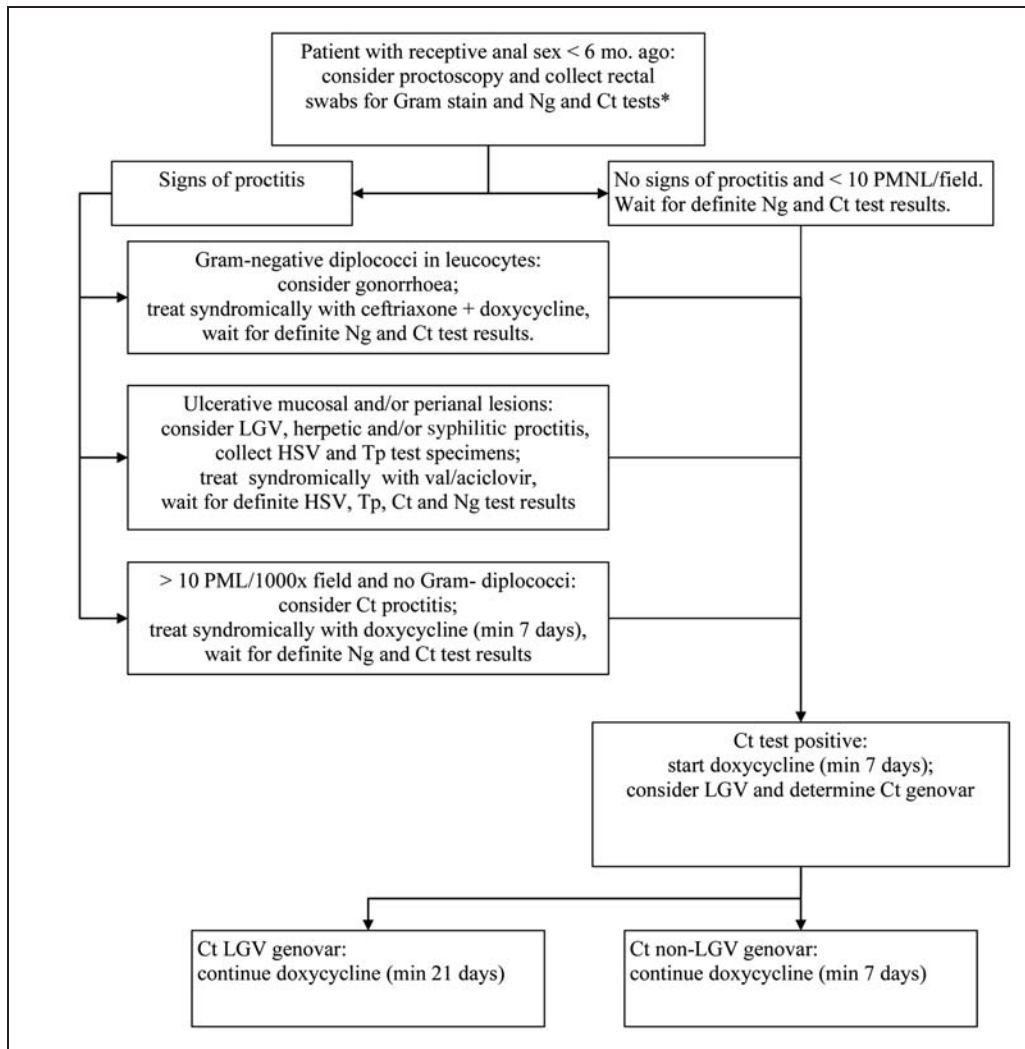 Patient with receptive anal sex < 6 mo. ago:
consider proctoscopy and collect rectal
swabs for Gram stain and Ng and Ct tests*
Signs of proctitis
No signs of proctitis and < 10 PMNL/field.
Wait for definite Ng and Ct test results.
Gram-negative diplococci in leucocytes:
consider gonorrhoea;
treat syndromically with ceftriaxone + doxycycline,
wait for definite Ng and Ct test results.
Ulcerative mucosal and/or perianal lesions:
consider LGV, herpetic and/or syphilitic proctitis,
collect HSV and Tp test specimens;
treat syndromically with val/aciclovir,
wait for definite HSV, Tp, Ct and Ng test results
> 10 PML/1000x field and no Gram- diplococci:
consider Ct proctitis;
treat syndromically with doxycycline (min 7 days),
wait for definite Ng and Ct test results
Ct test positive:
start doxycycline (min 7 days);
consider LGV and determine Ct genovar
Ct LGV genovar:
continue doxycycline (min 21 days)
Ct non-LGV genovar:
continue doxycycline (min 7 days)